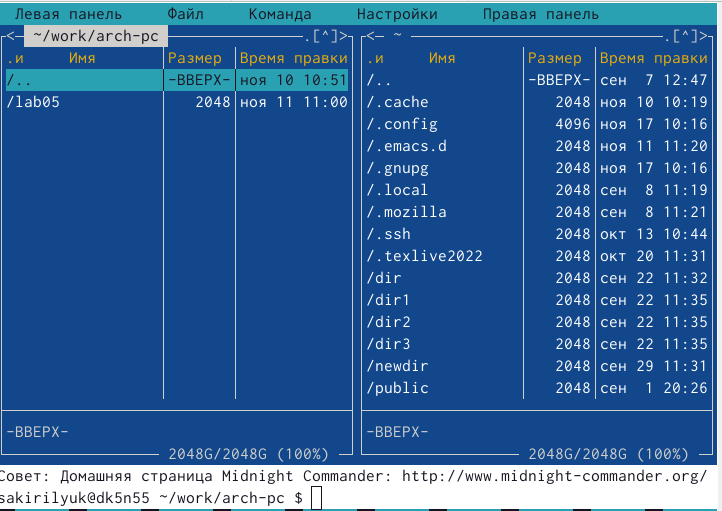 Левая панель Файл Команда Настройки Правая панель
<─ ~/work/arch-pc .[^]>
.и Имя Размер Время правки
/.. -ВВЕРХ- ноя 10 10:51
/lab05 2048 ноя 11 11:00
-ВВЕРХ-
2048G/2048G (100%)
<─ ~ .[^]>
.и Имя Размер Время правки
/.. -ВВЕРХ- сен 7 12:47
/.cache 2048 ноя 10 10:19
/.config 4096 ноя 17 10:16
/.emacs.d 2048 ноя 11 11:20
/.gnupg 2048 ноя 17 10:16
/.local 2048 сен 8 11:19
/.mozilla 2048 сен 8 11:21
/.ssh 2048 окт 13 10:44
/.texlive2022 2048 окт 20 11:31
/dir 2048 сен 22 11:32
/dir1 2048 сен 22 11:35
/dir2 2048 сен 22 11:35
/dir3 2048 сен 22 11:35
/newdir 2048 сен 29 11:31
/public 2048 сен 1 20:26
-ВВЕРХ-
2048G/2048G (100%)
Совет: Домашняя страница Midnight Commander: http://www.midnight-commander.org/
sakirilyuk@dk5n55 ~/work/arch-pc $